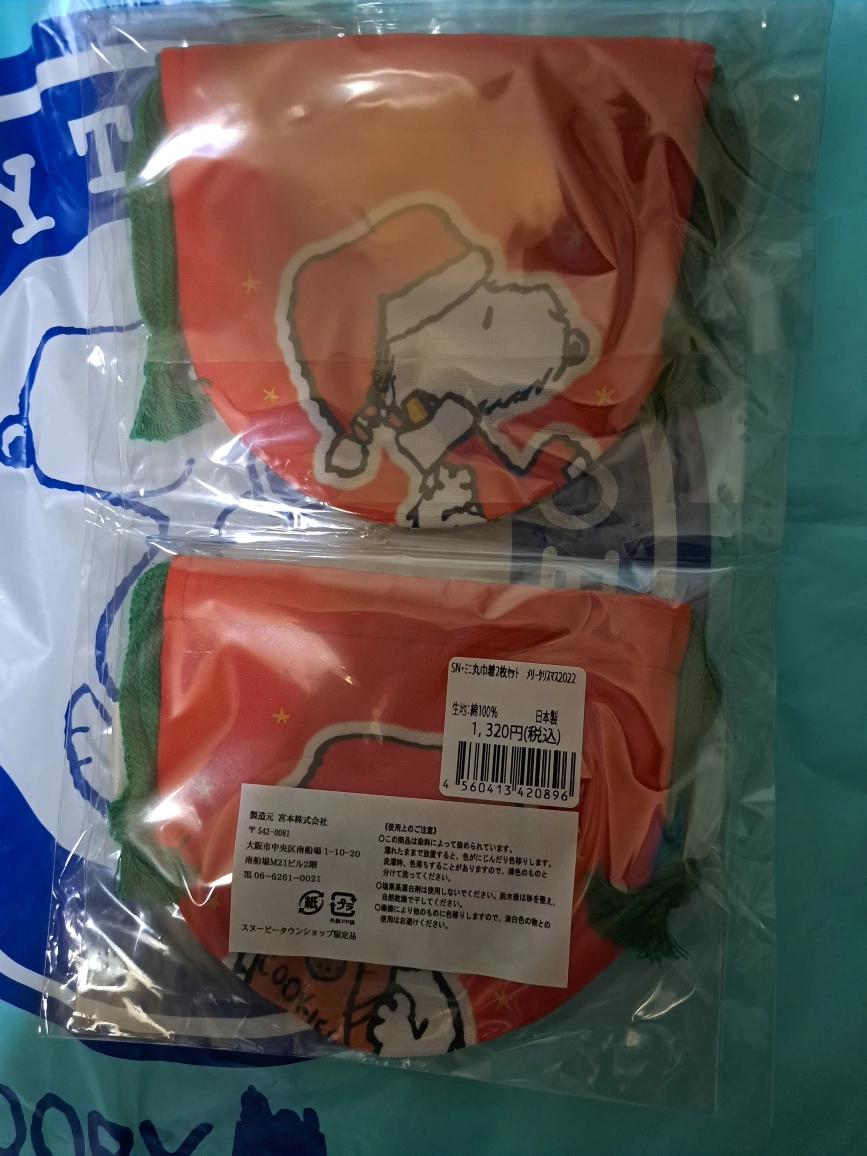 TY
SN・ミニ丸巾着2枚セット メリークリスマス2022
生地:綿100% 日本製
1,320円(税込)
4 560413 420896
製造元 宮本株式会社
〒542-0081
大阪市中央区南船場1-10-20
南船場M21ビル2階
TEL 06-6261-0021
紙 プラ
外袋:PP袋
スヌーピータウンショップ限定品
《使用上のご注意》
○この商品は染料によって染められています。
濡れたままで放置すると、色がにじんだり色移りします。
洗濯時、色落ちすることがありますので、薄色のものと
分けて洗ってください。
○塩素系漂白剤は使用しないでください。脱水後は形を整え、
自然乾燥で干してください。
○摩擦により他のものに色移りしますので、淡白色の物との
使用はお避けください。
COOKIES
OOPY